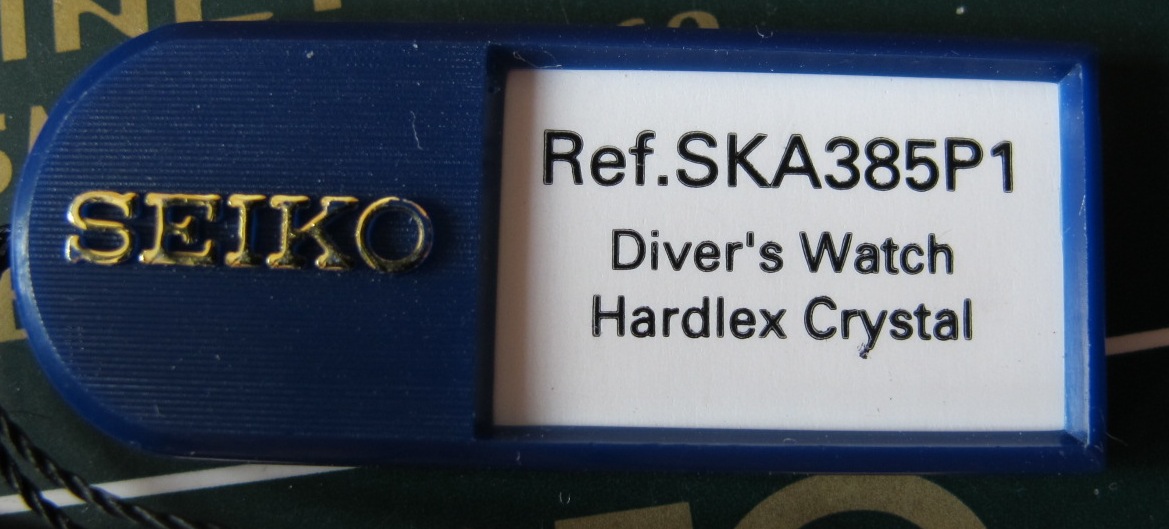 SEIKO
Ref.SKA385P1
Diver's Watch
Hardlex Crystal